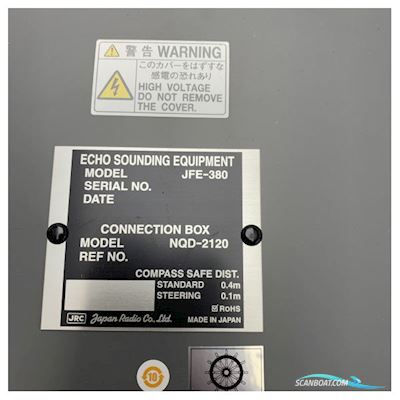 警告 WARNING
このカバーをはずすな
感電の恐れあり
HIGH VOLTAGE
DO NOT REMOVE
THE COVER.
ECHO SOUNDING EQUIPMENT
MODEL JFE-380
SERIAL NO.
DATE
CONNECTION BOX
MODEL NQD-2120
REF NO.
COMPASS SAFE DIST.
STANDARD 0.4m
STEERING 0.1m
☑ RoHS
JRC Japan Radio Co., Ltd. MADE IN JAPAN
10
SCANBOAT.COM